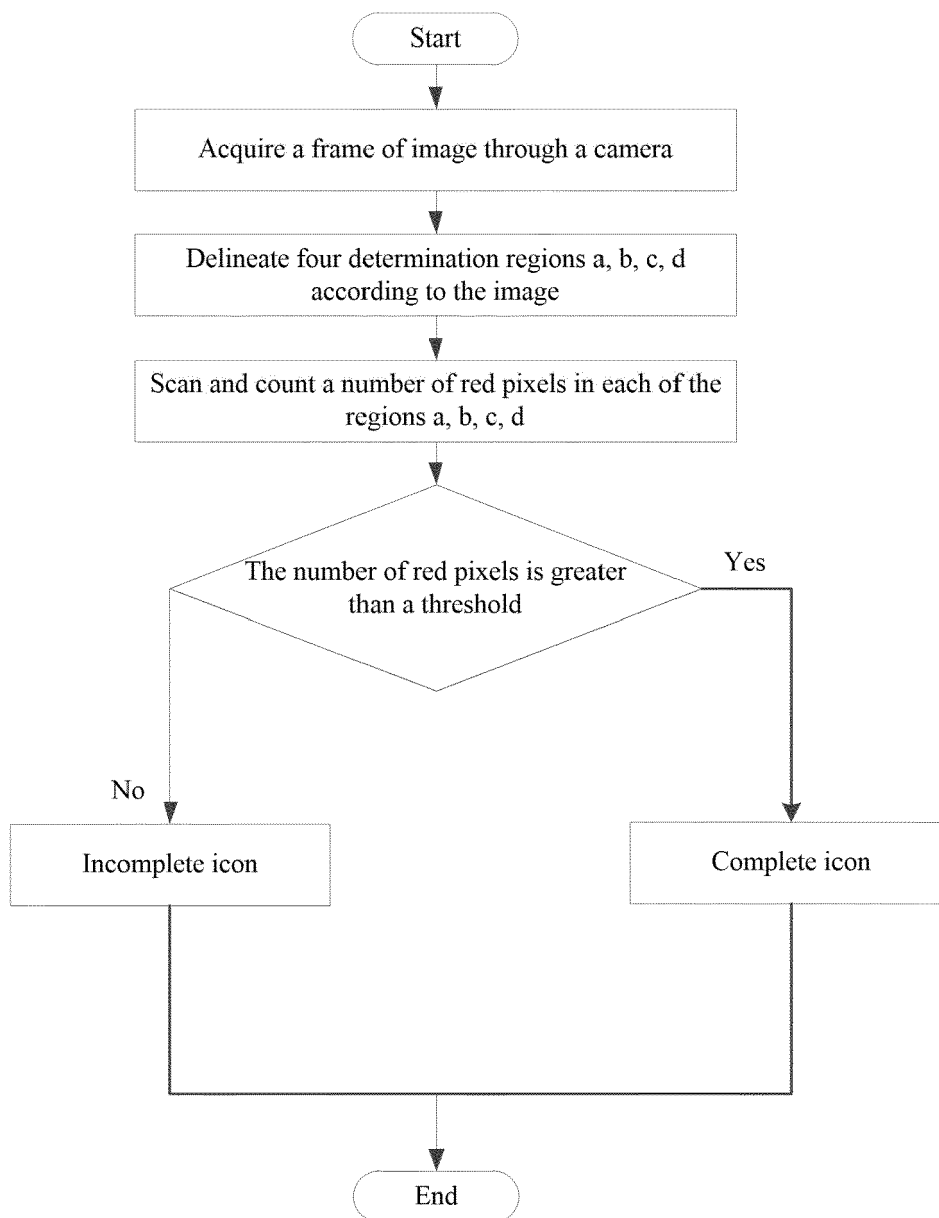 Start
Acquire a frame of image through a camera
Delineate four determination regions a, b, c, d
according to the image
Scan and count a number of red pixels in each of the
regions a, b, c, d
The number of red pixels is greater
than a threshold
Yes
No
Incomplete icon
Complete icon
End